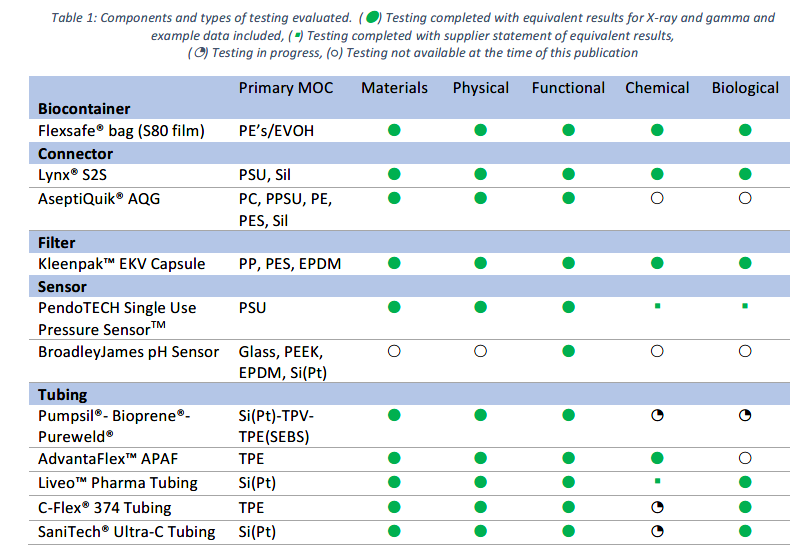 Table 1: Components and types of testing evaluated. (●) Testing completed with equivalent results for X-ray and gamma and
example data included, (▪) Testing completed with supplier statement of equivalent results,
(◔) Testing in progress, (○) Testing not available at the time of this publication
Primary MOC Materials Physical Functional Chemical Biological
Biocontainer
Flexsafe® bag (S80 film) PE's/EVOH ● ● ● ● ●
Connector
Lynx® S2S PSU, Sil ● ● ● ● ●
AseptiQuik® AQG PC, PPSU, PE, ● ● ● ○ ○
PES, Sil
Filter
Kleenpak™ EKV Capsule PP, PES, EPDM ● ● ● ● ●
Sensor
PendoTECH Single Use PSU ● ● ● ▪ ▪
Pressure Sensor™
BroadleyJames pH Sensor Glass, PEEK, ○ ○ ● ○ ○
EPDM, Si(Pt)
Tubing
Pumpsil®- Bioprene®- Si(Pt)-TPV- ● ● ● ◔ ◔
Pureweld® TPE(SEBS)
AdvantaFlex™ APAF TPE ● ● ● ● ○
Liveo™ Pharma Tubing Si(Pt) ● ● ● ▪ ●
C-Flex® 374 Tubing TPE ● ● ● ◔ ●
SaniTech® Ultra-C Tubing Si(Pt) ● ● ● ◔ ●